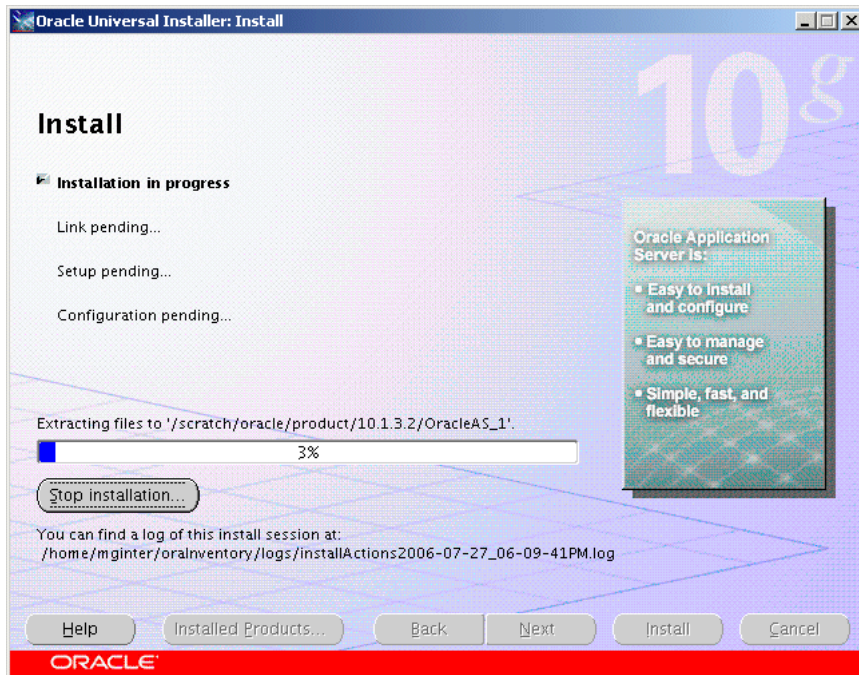 Oracle Universal Installer: Install
10g
Install
Installation in progress
Link pending...
Setup pending...
Configuration pending...
Oracle Application
Server is:
Easy to install
and configure
Easy to manage
and secure
Simple, fast, and
flexible
Extracting files to '/scratch/oracle/product/10.1.3.2/OracleAS_1'.
3%
Stop installation...
You can find a log of this install session at:
/home/mginter/oraInventory/logs/installActions2006-07-27_06-09-41PM.log
Help
Installed Products...
Back
Next
Install
Cancel
ORACLE